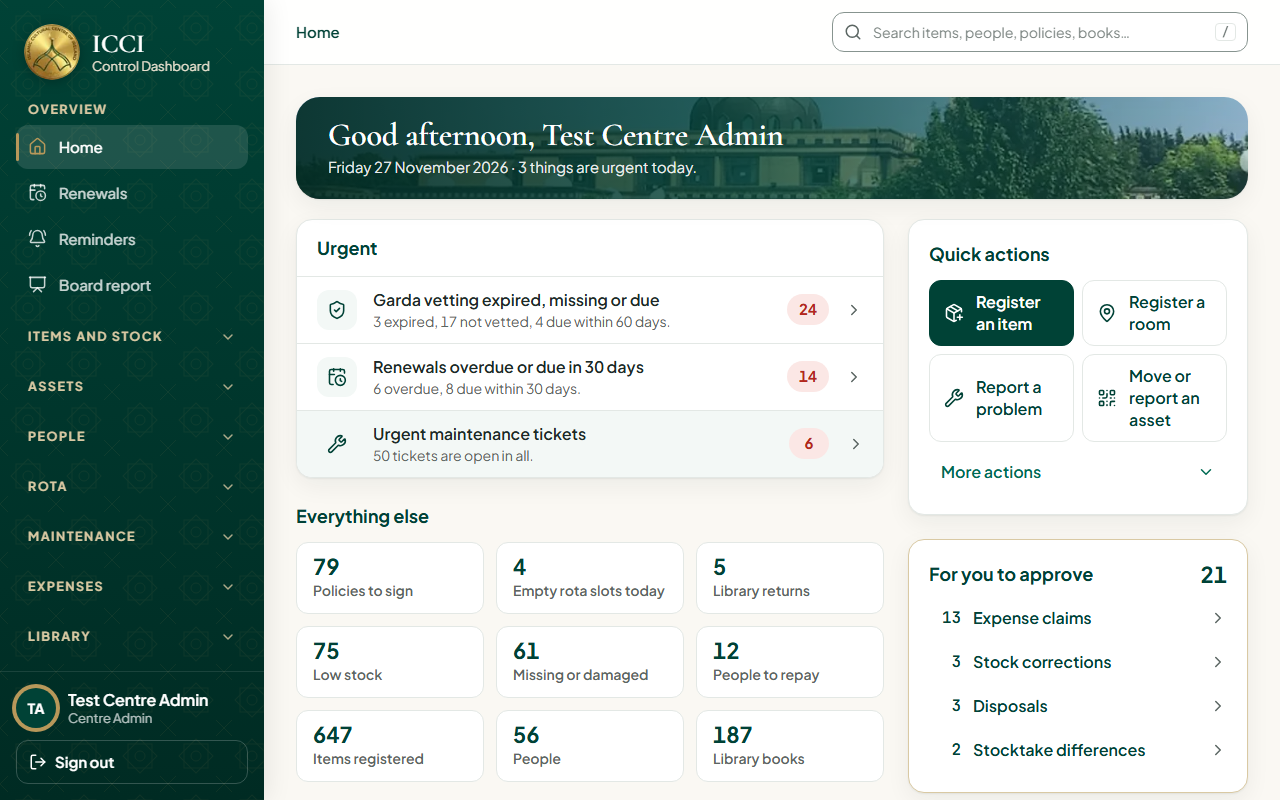 ICCI
Control Dashboard
OVERVIEW
Home
Renewals
Reminders
Board report
ITEMS AND STOCK
ASSETS
PEOPLE
ROTA
MAINTENANCE
EXPENSES
LIBRARY
TA
Test Centre Admin
Centre Admin
Sign out
Home
Search items, people, policies, books…
/
Good afternoon, Test Centre Admin
Friday 27 November 2026 · 3 things are urgent today.
Urgent
Garda vetting expired, missing or due
3 expired, 17 not vetted, 4 due within 60 days.
24
Renewals overdue or due in 30 days
6 overdue, 8 due within 30 days.
14
Urgent maintenance tickets
50 tickets are open in all.
6
Everything else
79
Policies to sign
4
Empty rota slots today
5
Library returns
75
Low stock
61
Missing or damaged
12
People to repay
647
Items registered
56
People
187
Library books
Quick actions
Register
an item
Register a
room
Report a
problem
Move or
report an
asset
More actions
For you to approve
21
13 Expense claims
3 Stock corrections
3 Disposals
2 Stocktake differences